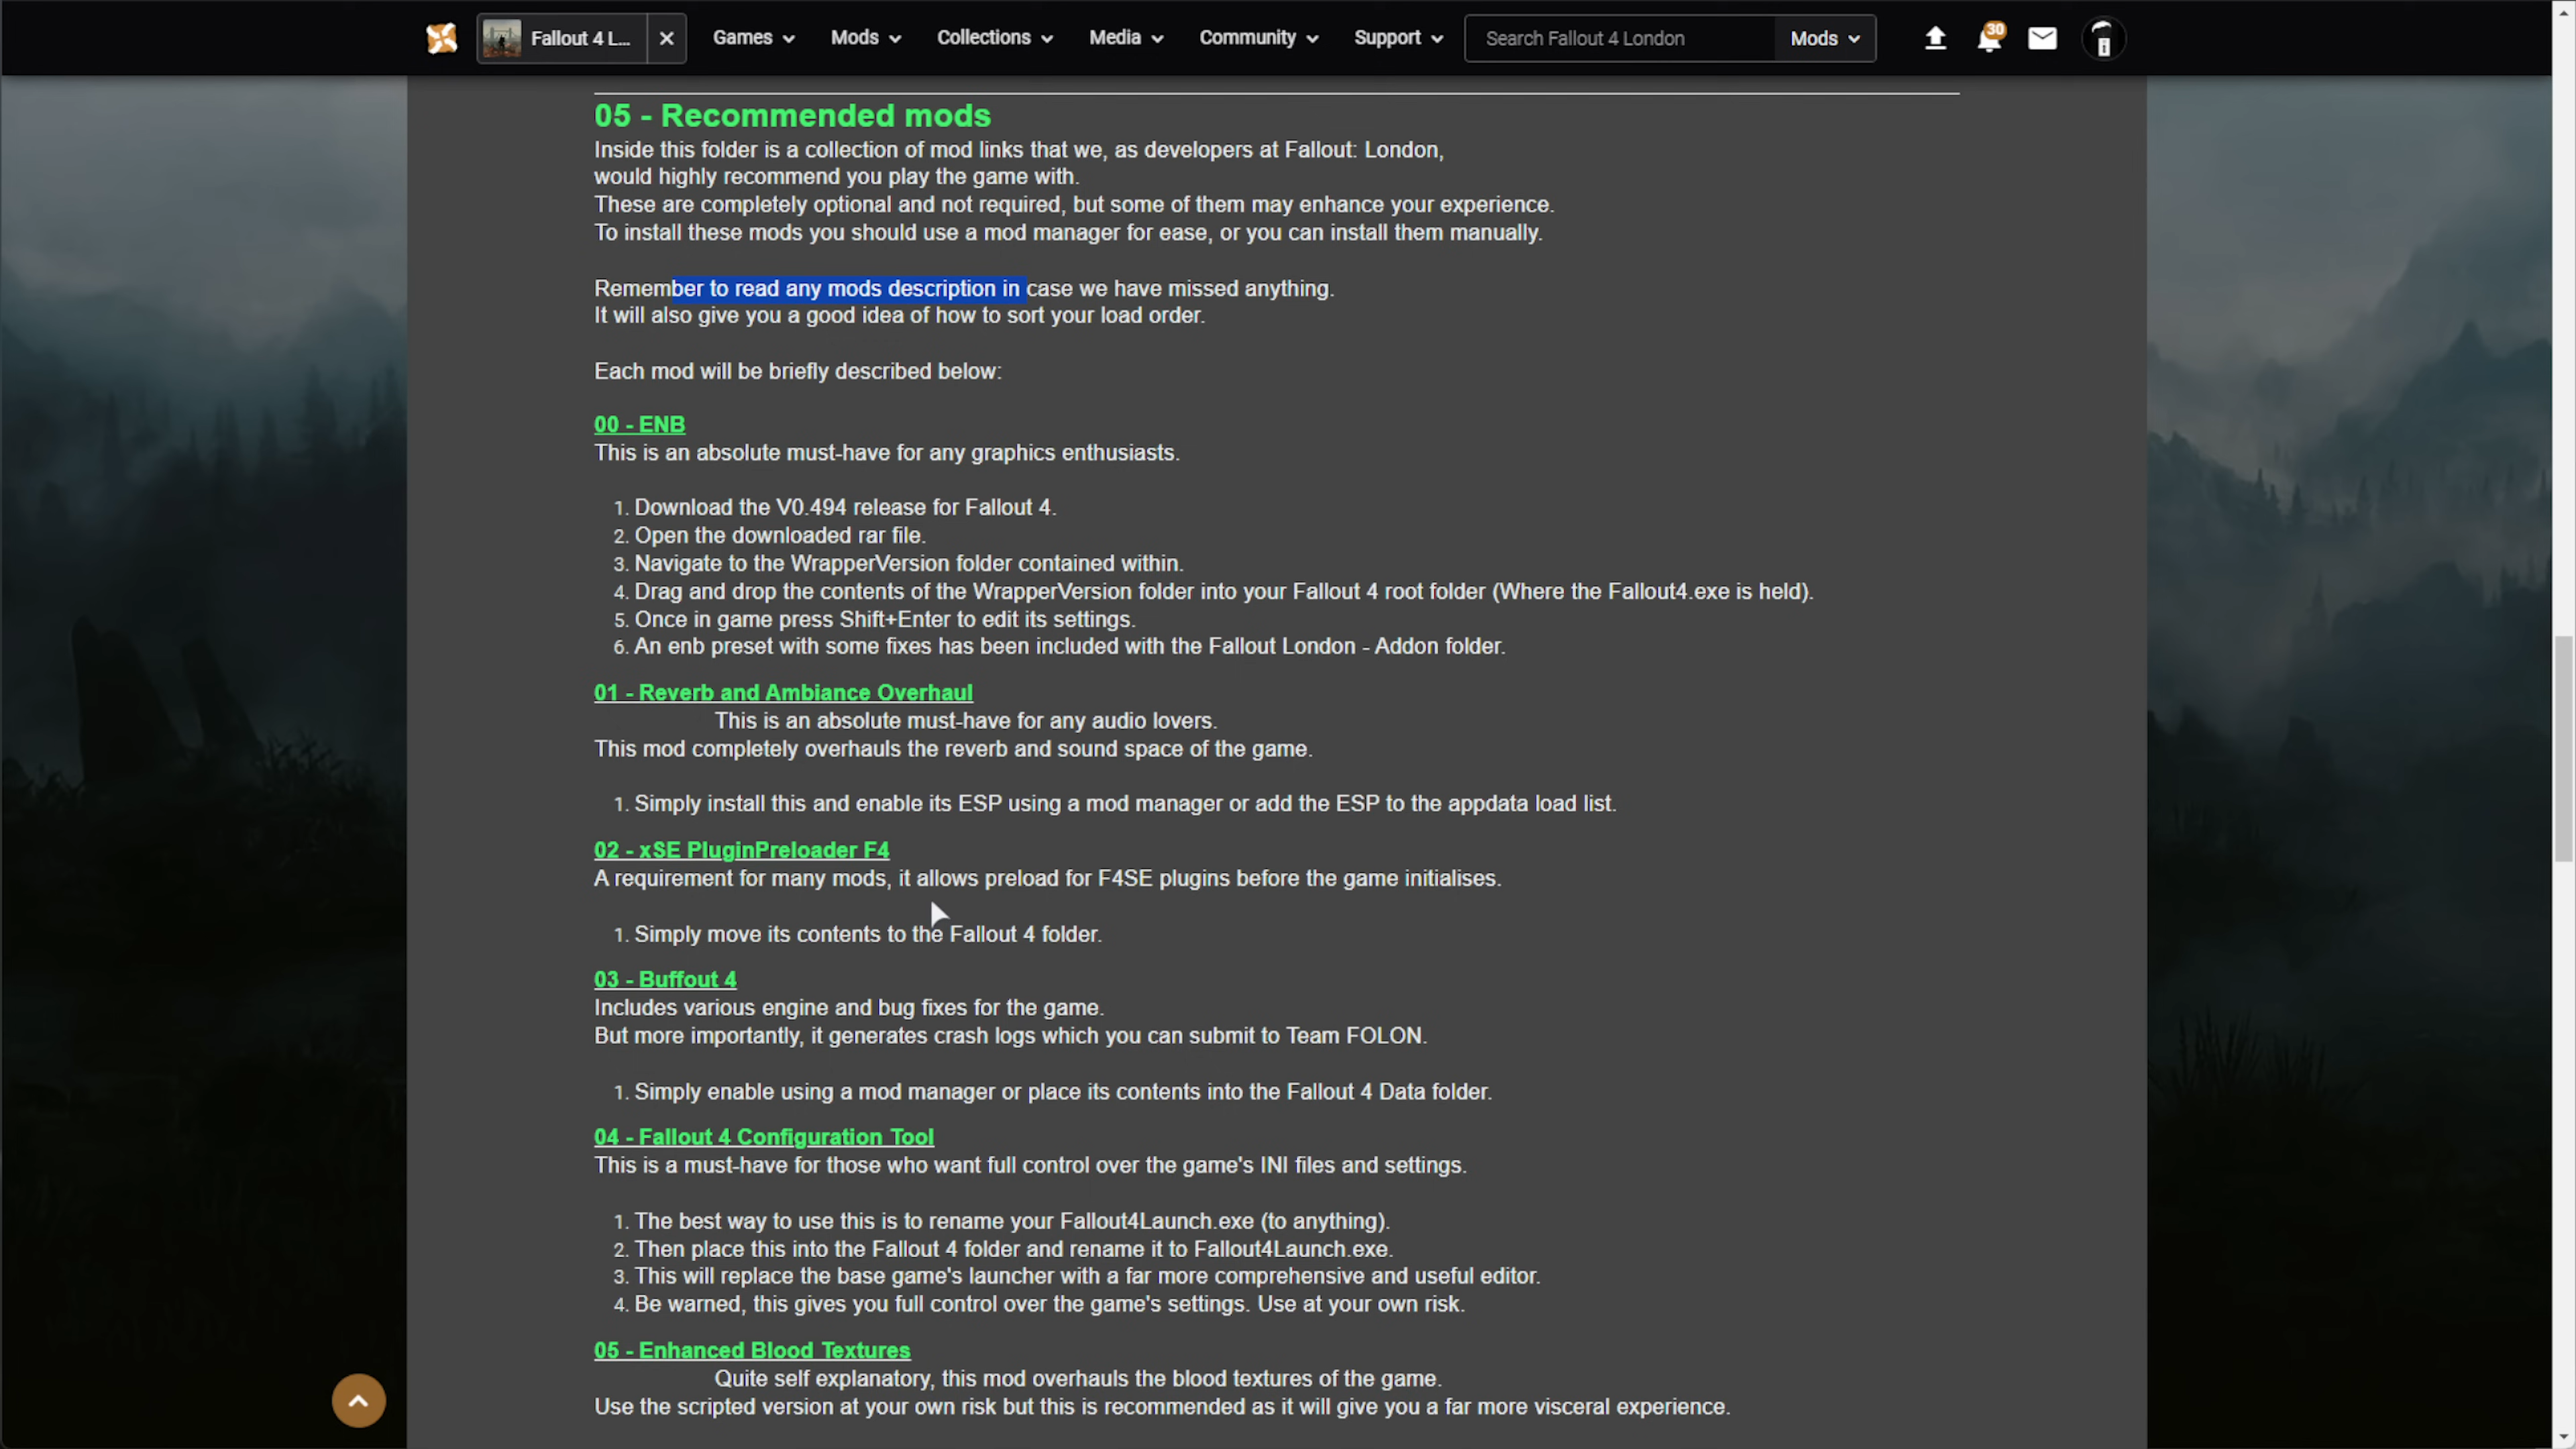 Fallout 4 L...
Games
Mods
Collections
Media
Community
Support
Search Fallout 4 London
Mods
30
05 - Recommended mods
Inside this folder is a collection of mod links that we, as developers at Fallout: London,
would highly recommend you play the game with.
These are completely optional and not required, but some of them may enhance your experience.
To install these mods you should use a mod manager for ease, or you can install them manually.
Remember to read any mods description in case we have missed anything.
It will also give you a good idea of how to sort your load order.
Each mod will be briefly described below:
00 - ENB
This is an absolute must-have for any graphics enthusiasts.
1. Download the V0.494 release for Fallout 4.
2. Open the downloaded rar file.
3. Navigate to the WrapperVersion folder contained within.
4. Drag and drop the contents of the WrapperVersion folder into your Fallout 4 root folder (Where the Fallout4.exe is held).
5. Once in game press Shift+Enter to edit its settings.
6. An enb preset with some fixes has been included with the Fallout London - Addon folder.
01 - Reverb and Ambiance Overhaul
This is an absolute must-have for any audio lovers.
This mod completely overhauls the reverb and sound space of the game.
1. Simply install this and enable its ESP using a mod manager or add the ESP to the appdata load list.
02 - xSE PluginPreloader F4
A requirement for many mods, it allows preload for F4SE plugins before the game initialises.
1. Simply move its contents to the Fallout 4 folder.
03 - Buffout 4
Includes various engine and bug fixes for the game.
But more importantly, it generates crash logs which you can submit to Team FOLON.
1. Simply enable using a mod manager or place its contents into the Fallout 4 Data folder.
04 - Fallout 4 Configuration Tool
This is a must-have for those who want full control over the game's INI files and settings.
1. The best way to use this is to rename your Fallout4Launch.exe (to anything).
2. Then place this into the Fallout 4 folder and rename it to Fallout4Launch.exe.
3. This will replace the base game's launcher with a far more comprehensive and useful editor.
4. Be warned, this gives you full control over the game's settings. Use at your own risk.
05 - Enhanced Blood Textures
Quite self explanatory, this mod overhauls the blood textures of the game.
Use the scripted version at your own risk but this is recommended as it will give you a far more visceral experience.